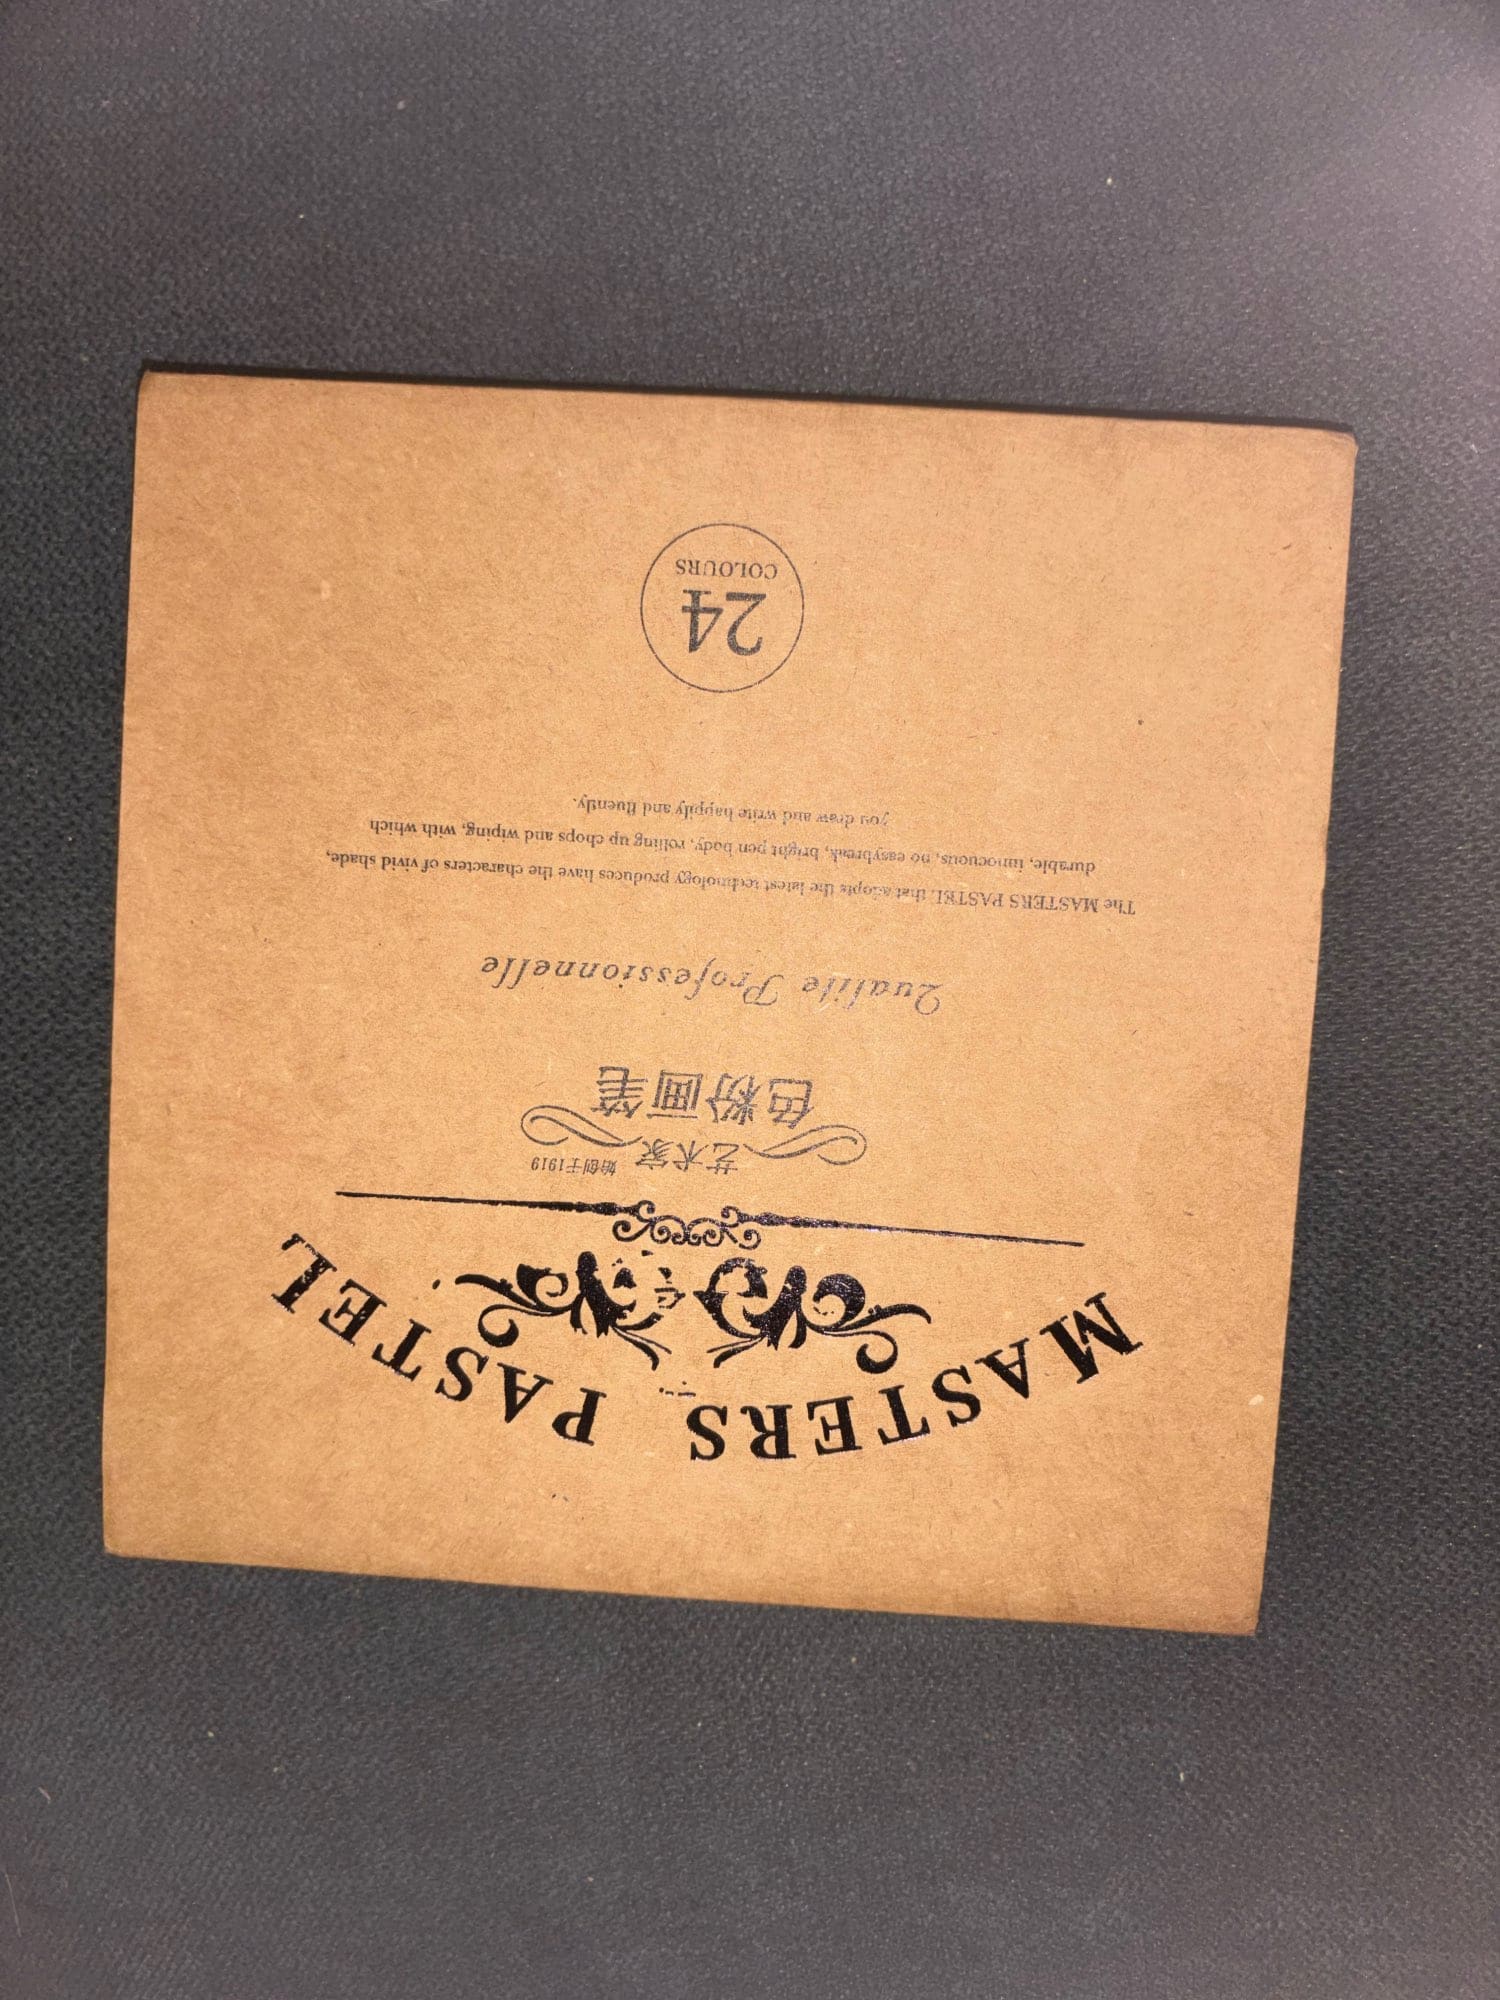 MASTERS PASTEL
艺术家 始创于1919
色粉画笔
Qualite Professionnelle
The MASTERS PASTEL that adopts the latest technology produces have the characters of vivid shade,
durable, innocuous, no easybreak, bright pen body, rolling up chops and wiping, with which
you draw and write happily and fluently.
24
COLOURS